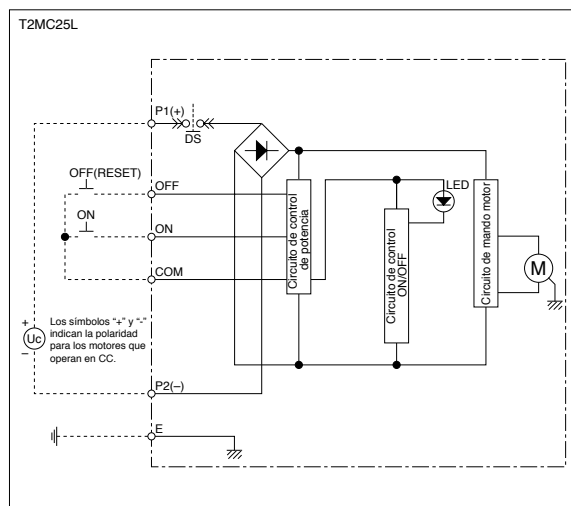 T2MC25L
P1(+)
DS
OFF(RESET)
OFF
ON
ON
COM
LED
Circuito de control
de potencia
Circuito de control
ON/OFF
Circuito de mando motor
M
+
Uc
–
Los símbolos "+" y "-"
indican la polaridad
para los motores que
operan en CC.
P2(–)
E